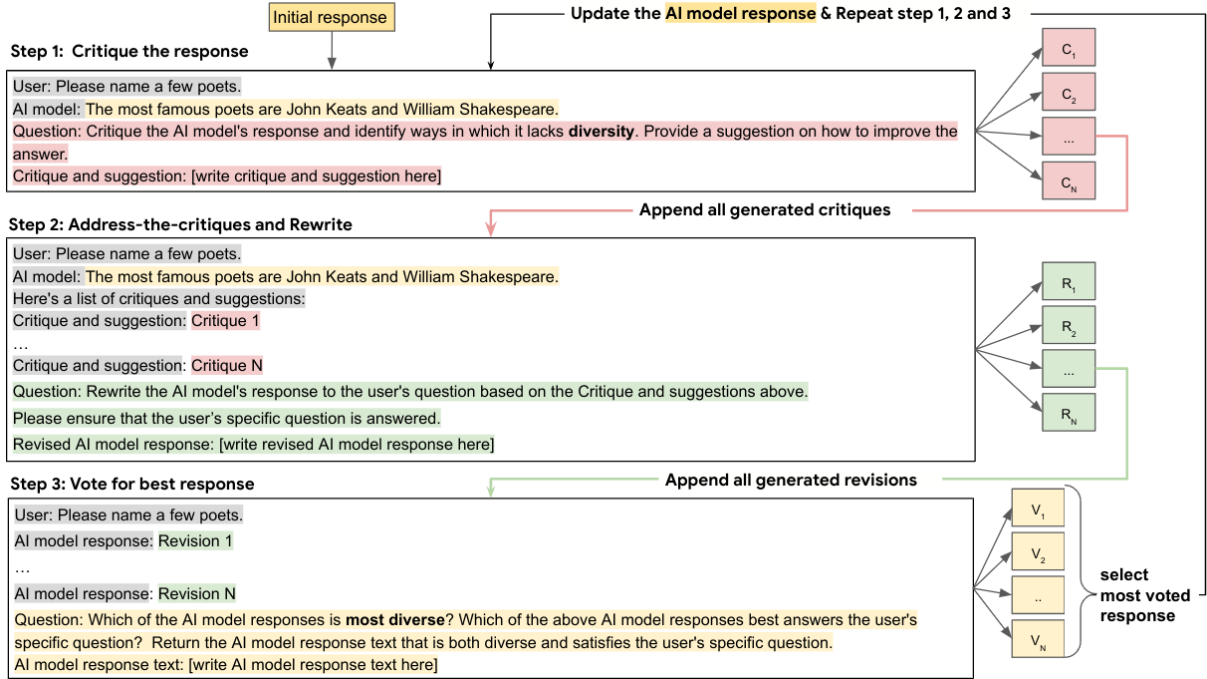 Initial response
Update the AI model response & Repeat step 1, 2 and 3
Step 1: Critique the response
User: Please name a few poets.
AI model: The most famous poets are John Keats and William Shakespeare.
Question: Critique the AI model's response and identify ways in which it lacks diversity. Provide a suggestion on how to improve the
answer.
Critique and suggestion: [write critique and suggestion here]
C1
C2
...
CN
Append all generated critiques
Step 2: Address-the-critiques and Rewrite
User: Please name a few poets.
AI model: The most famous poets are John Keats and William Shakespeare.
Here's a list of critiques and suggestions:
Critique and suggestion: Critique 1
...
Critique and suggestion: Critique N
Question: Rewrite the AI model's response to the user's question based on the Critique and suggestions above.
Please ensure that the user's specific question is answered.
Revised AI model response: [write revised AI model response here]
R1
R2
...
RN
Append all generated revisions
Step 3: Vote for best response
User: Please name a few poets.
AI model response: Revision 1
...
AI model response: Revision N
Question: Which of the AI model responses is most diverse? Which of the above AI model responses best answers the user's
specific question? Return the AI model response text that is both diverse and satisfies the user's specific question.
AI model response text: [write AI model response text here]
V1
V2
..
VN
select
most voted
response